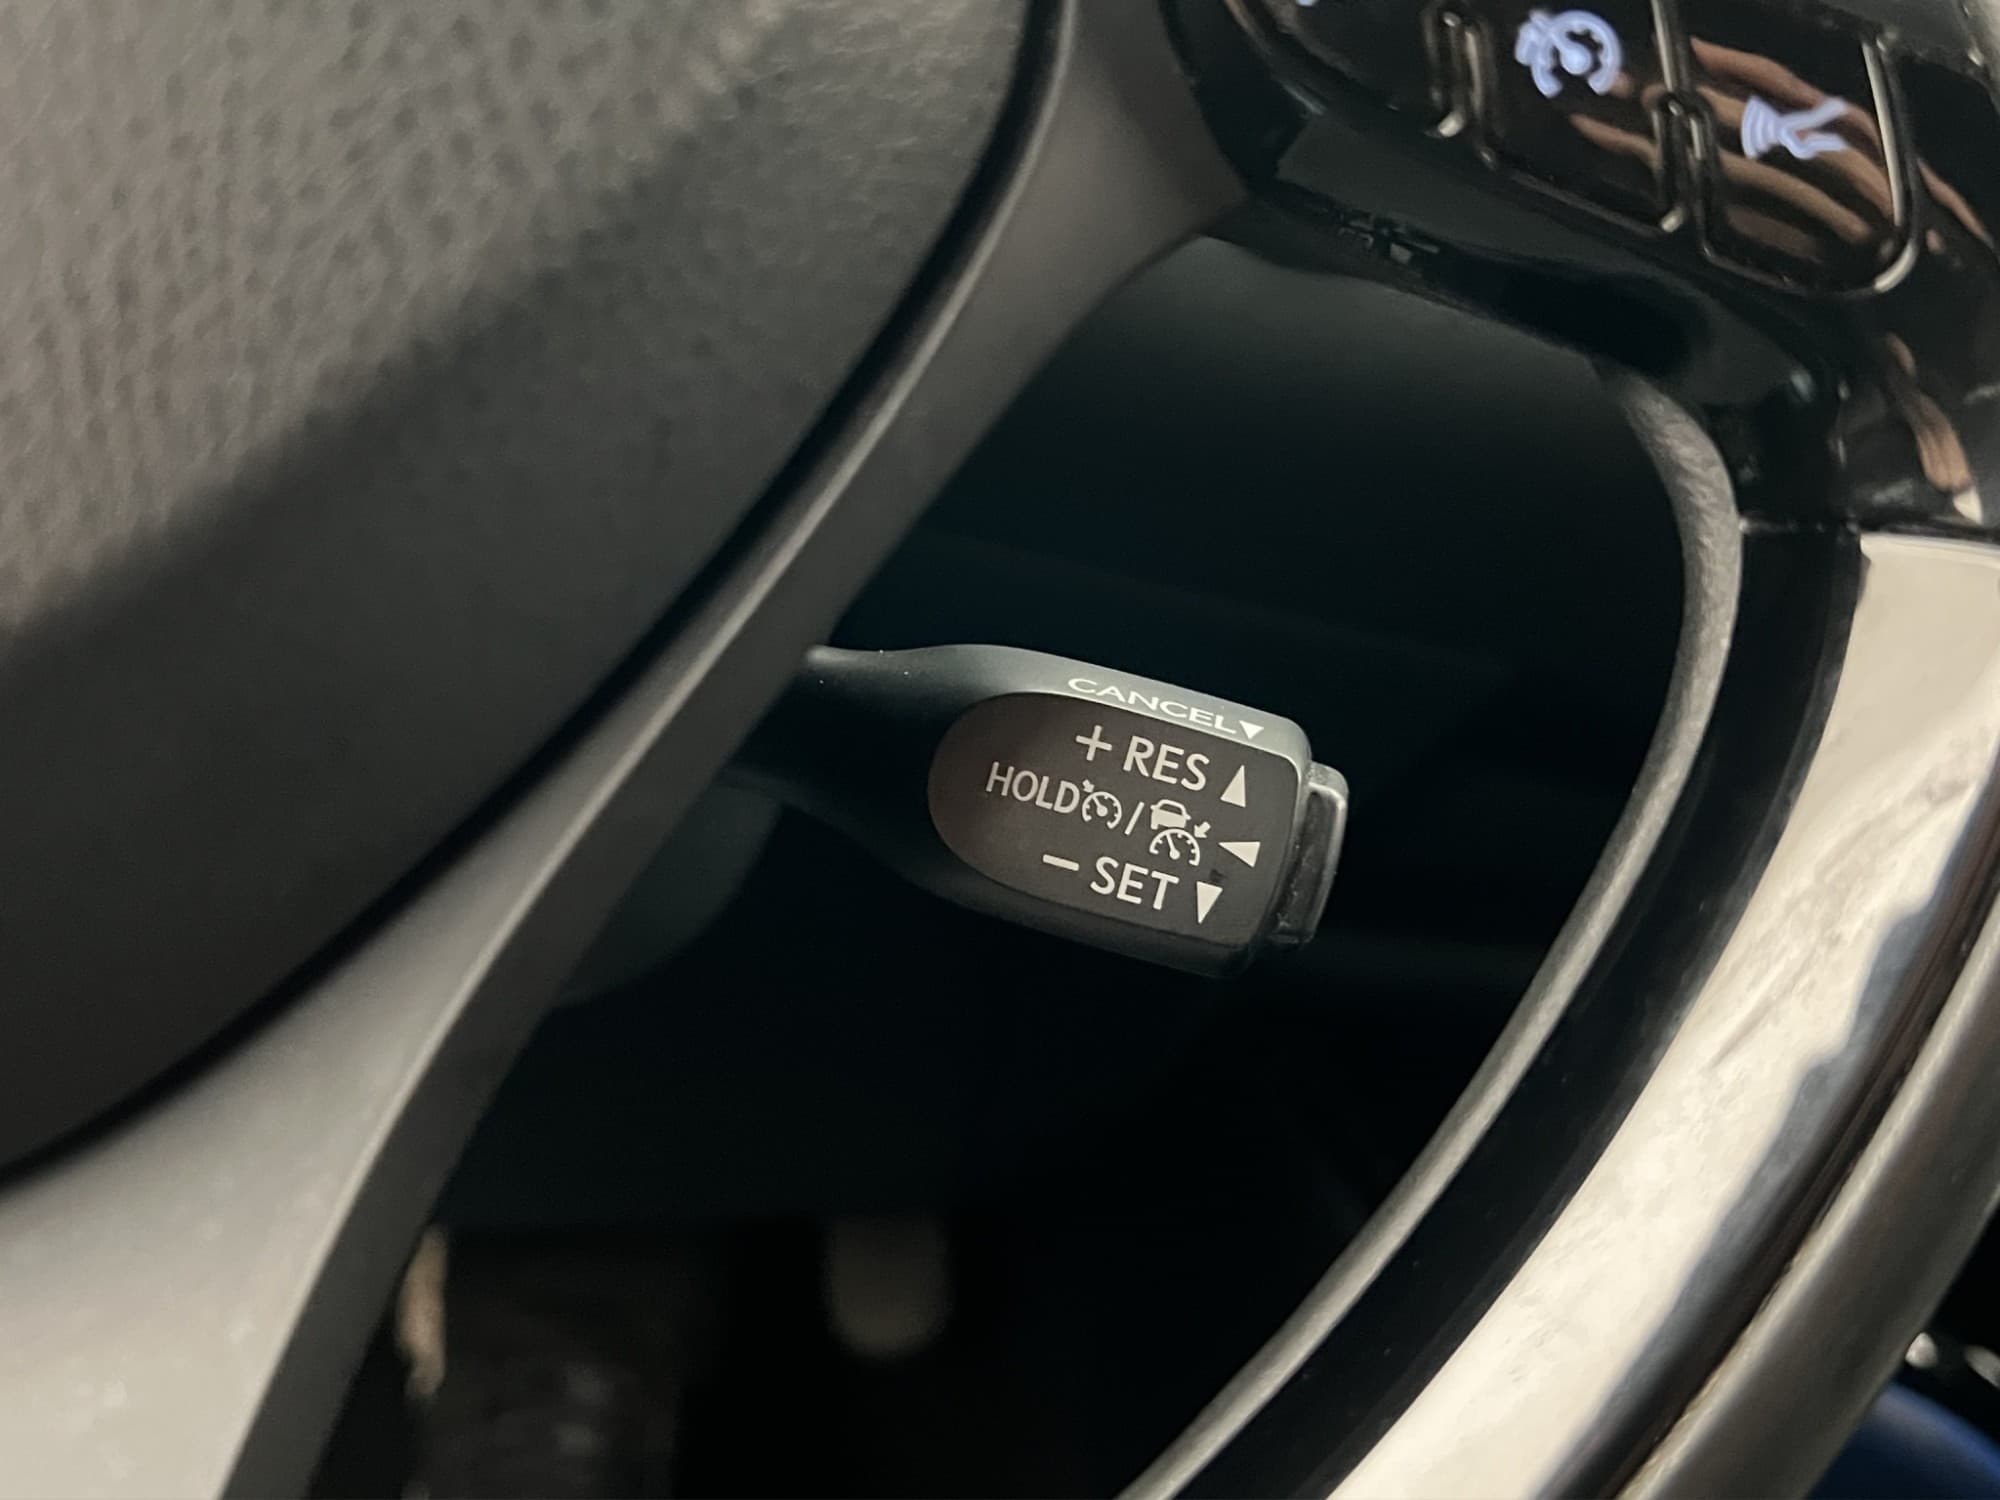 CANCEL▼
+ RES ▲
HOLD / ◀
− SET ▼